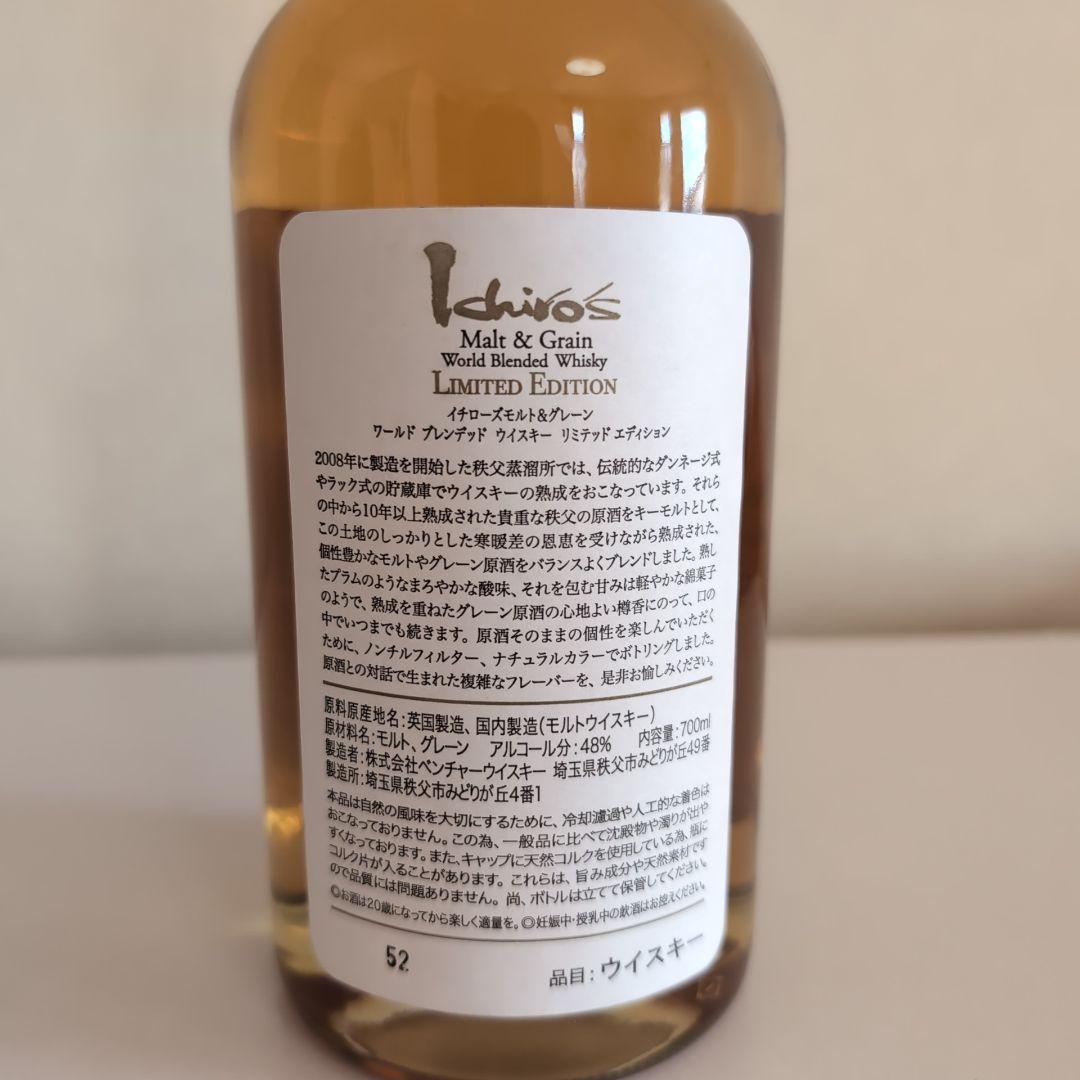 Ichiro's
Malt & Grain
World Blended Whisky
LIMITED EDITION
イチローズモルト&グレーン
ワールド ブレンデッド ウイスキー リミテッド エディション
2008年に製造を開始した秩父蒸溜所では、伝統的なダンネージ式
やラック式の貯蔵庫でウイスキーの熟成をおこなっています。それら
の中から10年以上熟成された貴重な秩父の原酒をキーモルトとして、
この土地のしっかりとした寒暖差の恩恵を受けながら熟成された、
個性豊かなモルトやグレーン原酒をバランスよくブレンドしました。熟し
たプラムのようなまろやかな酸味、それを包む甘みは軽やかな綿菓子
のようで、熟成を重ねたグレーン原酒の心地よい樽香にのって、口の
中でいつまでも続きます。原酒そのままの個性を楽しんでいただく
ために、ノンチルフィルター、ナチュラルカラーでボトリングしました。
原酒との対話で生まれた複雑なフレーバーを、是非お愉しみください。
原料原産地名:英国製造、国内製造(モルトウイスキー)
原材料名:モルト、グレーン アルコール分:48% 内容量:700ml
製造者:株式会社ベンチャーウイスキー 埼玉県秩父市みどりが丘49番
製造所:埼玉県秩父市みどりが丘4番1
本品は自然の風味を大切にするために、冷却濾過や人工的な着色は
おこなっておりません。この為、一般品に比べて沈殿物や濁りが出や
すくなっております。また、キャップに天然コルクを使用している為、瓶に
コルク片が入ることがあります。これらは、旨み成分や天然素材です
ので品質には問題ありません。尚、ボトルは立てて保管してください。
◎お酒は20歳になってから楽しく適量を。◎妊娠中・授乳中の飲酒はお控えください。
52
品目:ウイスキー